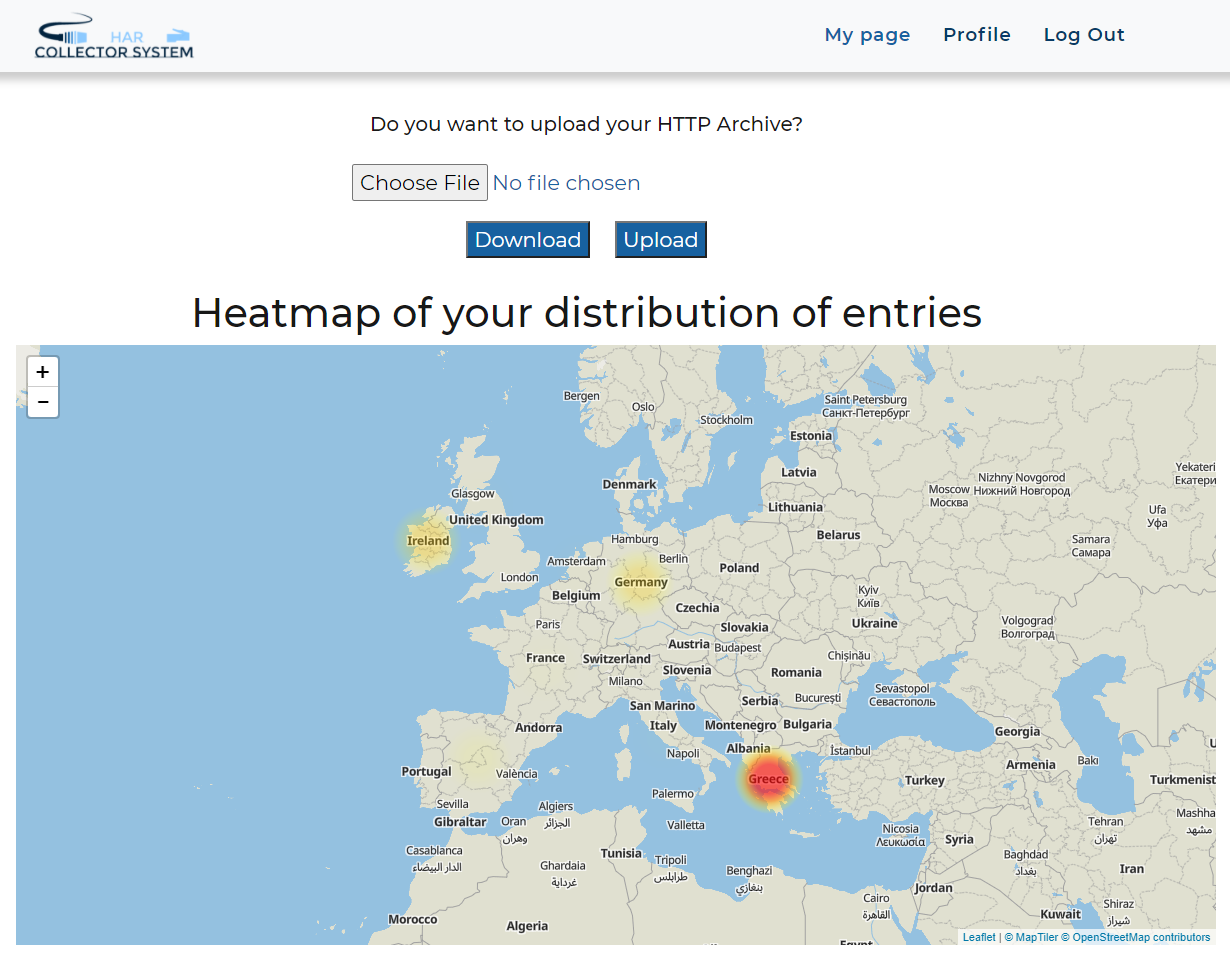 HAR
COLLECTOR SYSTEM
My page Profile Log Out
Do you want to upload your HTTP Archive?
Choose File No file chosen
Download Upload
Heatmap of your distribution of entries
+
−
Bergen
Oslo
Stockholm
Saint Petersburg
Санкт-Петербург
Estonia
Latvia
Denmark
Lithuania
Nizhny Novgorod
Нижний Новгород
Moscow
Москва
Ufa
Уфа
Glasgow
United Kingdom
Ireland
Hamburg
Berlin
Amsterdam
Belarus
Samara
Самара
Poland
London
Germany
Belgium
Czechia
Kyiv
Київ
Ukraine
Paris
Slovakia
Volgograd
Волгоград
Austria
Budapest
Chișinău
France
Switzerland
Slovenia
Romania
Milano
Serbia
București
Sevastopol
Севастополь
San Marino
Italy
Andorra
Montenegro
Bulgaria
Georgia
Napoli
Albania
İstanbul
Armenia
Bakı
Portugal
València
Greece
Turkey
Turkmenist
Sevilla
Palermo
Gibraltar
Oran
وهران
Algiers
الجزائر
Valletta
Nicosia
Λευκωσία
Syria
Tehran
تهران
Mashha
مشهد
Casablanca
الدار البيضاء
Tunisia
Tripoli
طرابلس
Ghardaia
غرداية
Benghazi
بنغازي
Baghdad
بغداد
Iran
Jordan
Cairo
القاهرة
Kuwait
Shiraz
شیراز
Morocco
Algeria
Leaflet | © MapTiler © OpenStreetMap contributors